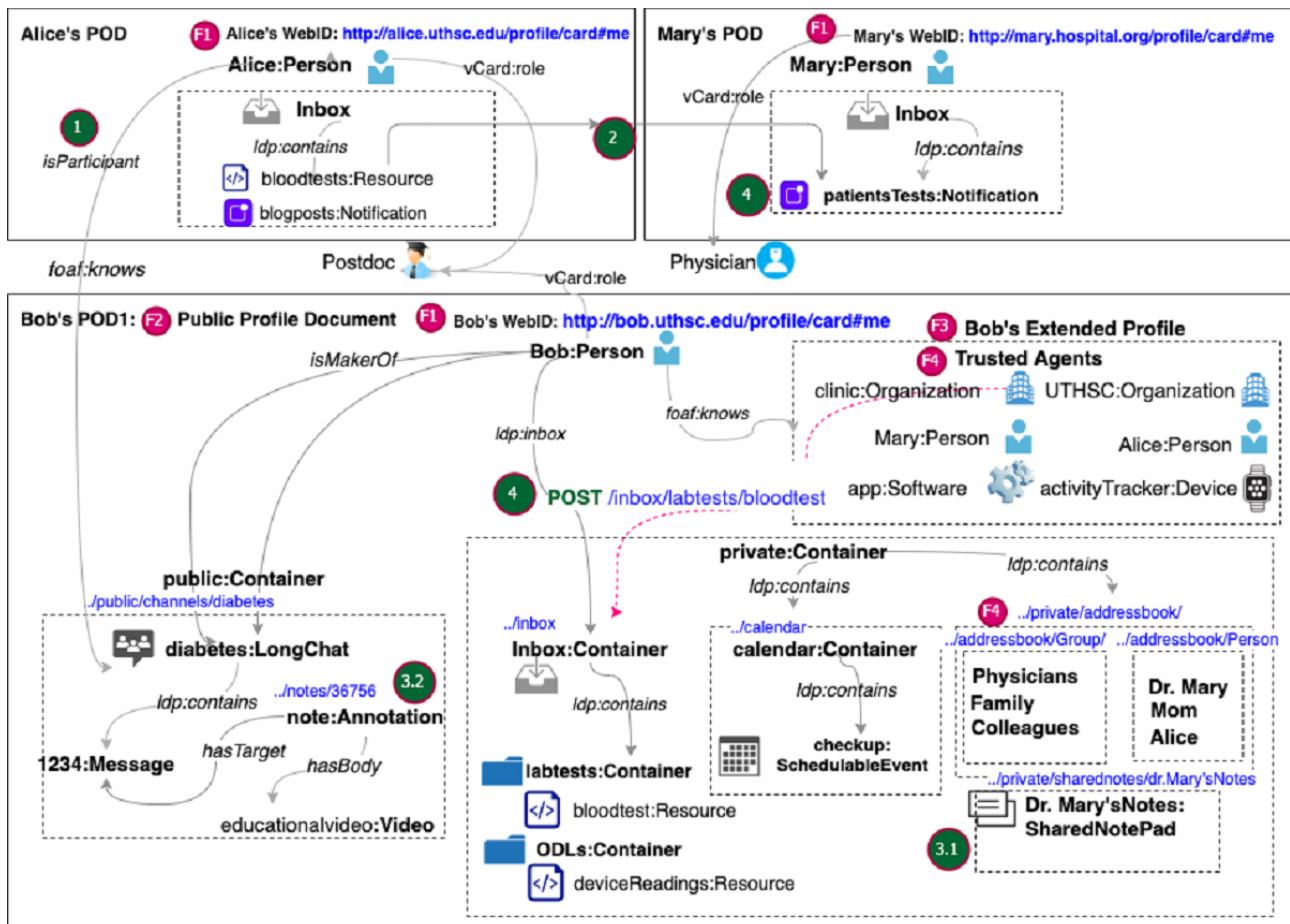 Alice's POD
F1 Alice's WebID: http://alice.uthsc.edu/profile/card#me
Alice:Person
vCard:role
Inbox
1
isParticipant
ldp:contains
bloodtests:Resource
blogposts:Notification
2
Mary's POD
F1 Mary's WebID: http://mary.hospital.org/profile/card#me
Mary:Person
vCard:role
Inbox
ldp:contains
4
patientsTests:Notification
foaf:knows
Postdoc
vCard:role
Physician
Bob's POD1: F2 Public Profile Document
F1 Bob's WebID: http://bob.uthsc.edu/profile/card#me
Bob:Person
isMakerOf
foaf:knows
ldp:inbox
F3 Bob's Extended Profile
F4 Trusted Agents
clinic:Organization UTHSC:Organization
Mary:Person Alice:Person
app:Software activityTracker:Device
4 POST /inbox/labtests/bloodtest
public:Container
../public/channels/diabetes
diabetes:LongChat
ldp:contains
../notes/36756
3.2
note:Annotation
hasTarget
hasBody
1234:Message
educationalvideo:Video
private:Container
ldp:contains
ldp:contains
../inbox
Inbox:Container
ldp:contains
labtests:Container
bloodtest:Resource
ODLs:Container
deviceReadings:Resource
../calendar
calendar:Container
ldp:contains
checkup:
SchedulableEvent
F4
../private/addressbook/
../addressbook/Group/
../addressbook/Person
Physicians
Family
Colleagues
Dr. Mary
Mom
Alice
../private/sharednotes/dr.Mary'sNotes
Dr. Mary'sNotes:
SharedNotePad
3.1